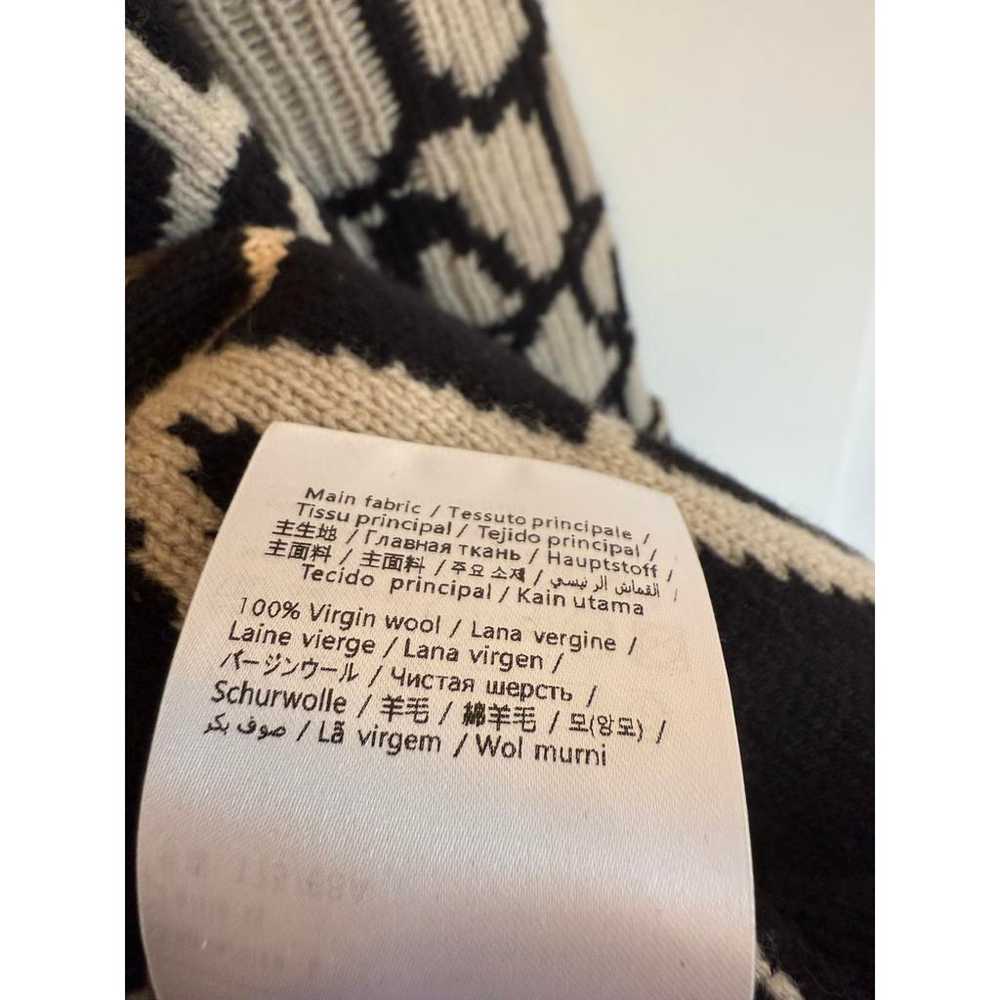 Main fabric / Tessuto principale /
Tissu principal / Tejido principal /
主生地 / Главная ткань / Hauptstoff /
主面料 / 主面料 / 주요 소재 / القماش الرئيسي /
Tecido principal / Kain utama
100% Virgin wool / Lana vergine /
Laine vierge / Lana virgen /
バージンウール / Чистая шерсть /
Schurwolle / 羊毛 / 綿羊毛 / 모(양모) /
صوف بكر / Lã virgem / Wol murni